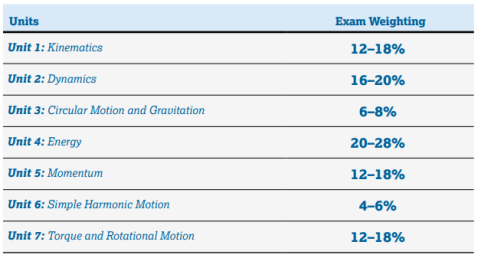 Units Exam Weighting
Unit 1: Kinematics 12–18%
Unit 2: Dynamics 16–20%
Unit 3: Circular Motion and Gravitation 6–8%
Unit 4: Energy 20–28%
Unit 5: Momentum 12–18%
Unit 6: Simple Harmonic Motion 4–6%
Unit 7: Torque and Rotational Motion 12–18%